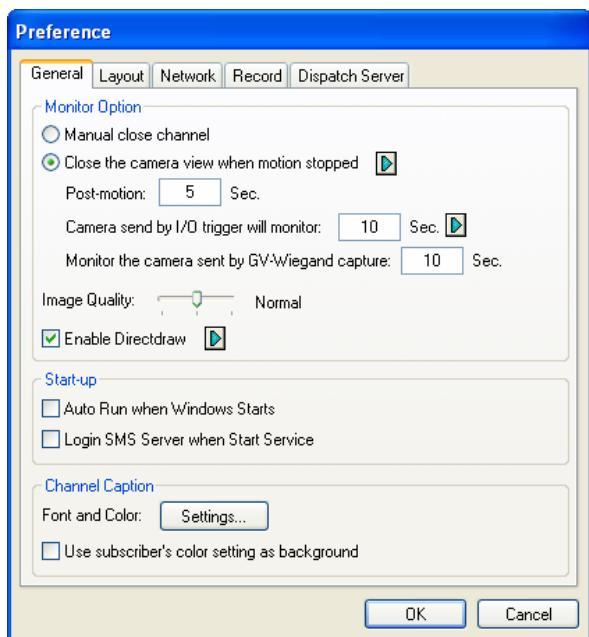 Preference
General Layout Network Record Dispatch Server
Monitor Option
Manual close channel
Close the camera view when motion stopped
Post-motion: 5 Sec.
Camera send by I/O trigger will monitor: 10 Sec.
Monitor the camera sent by GV-Wiegand capture: 10 Sec.
Image Quality: Normal
Enable Directdraw
Start-up
Auto Run when Windows Starts
Login SMS Server when Start Service
Channel Caption
Font and Color: Settings...
Use subscriber's color setting as background
OK Cancel